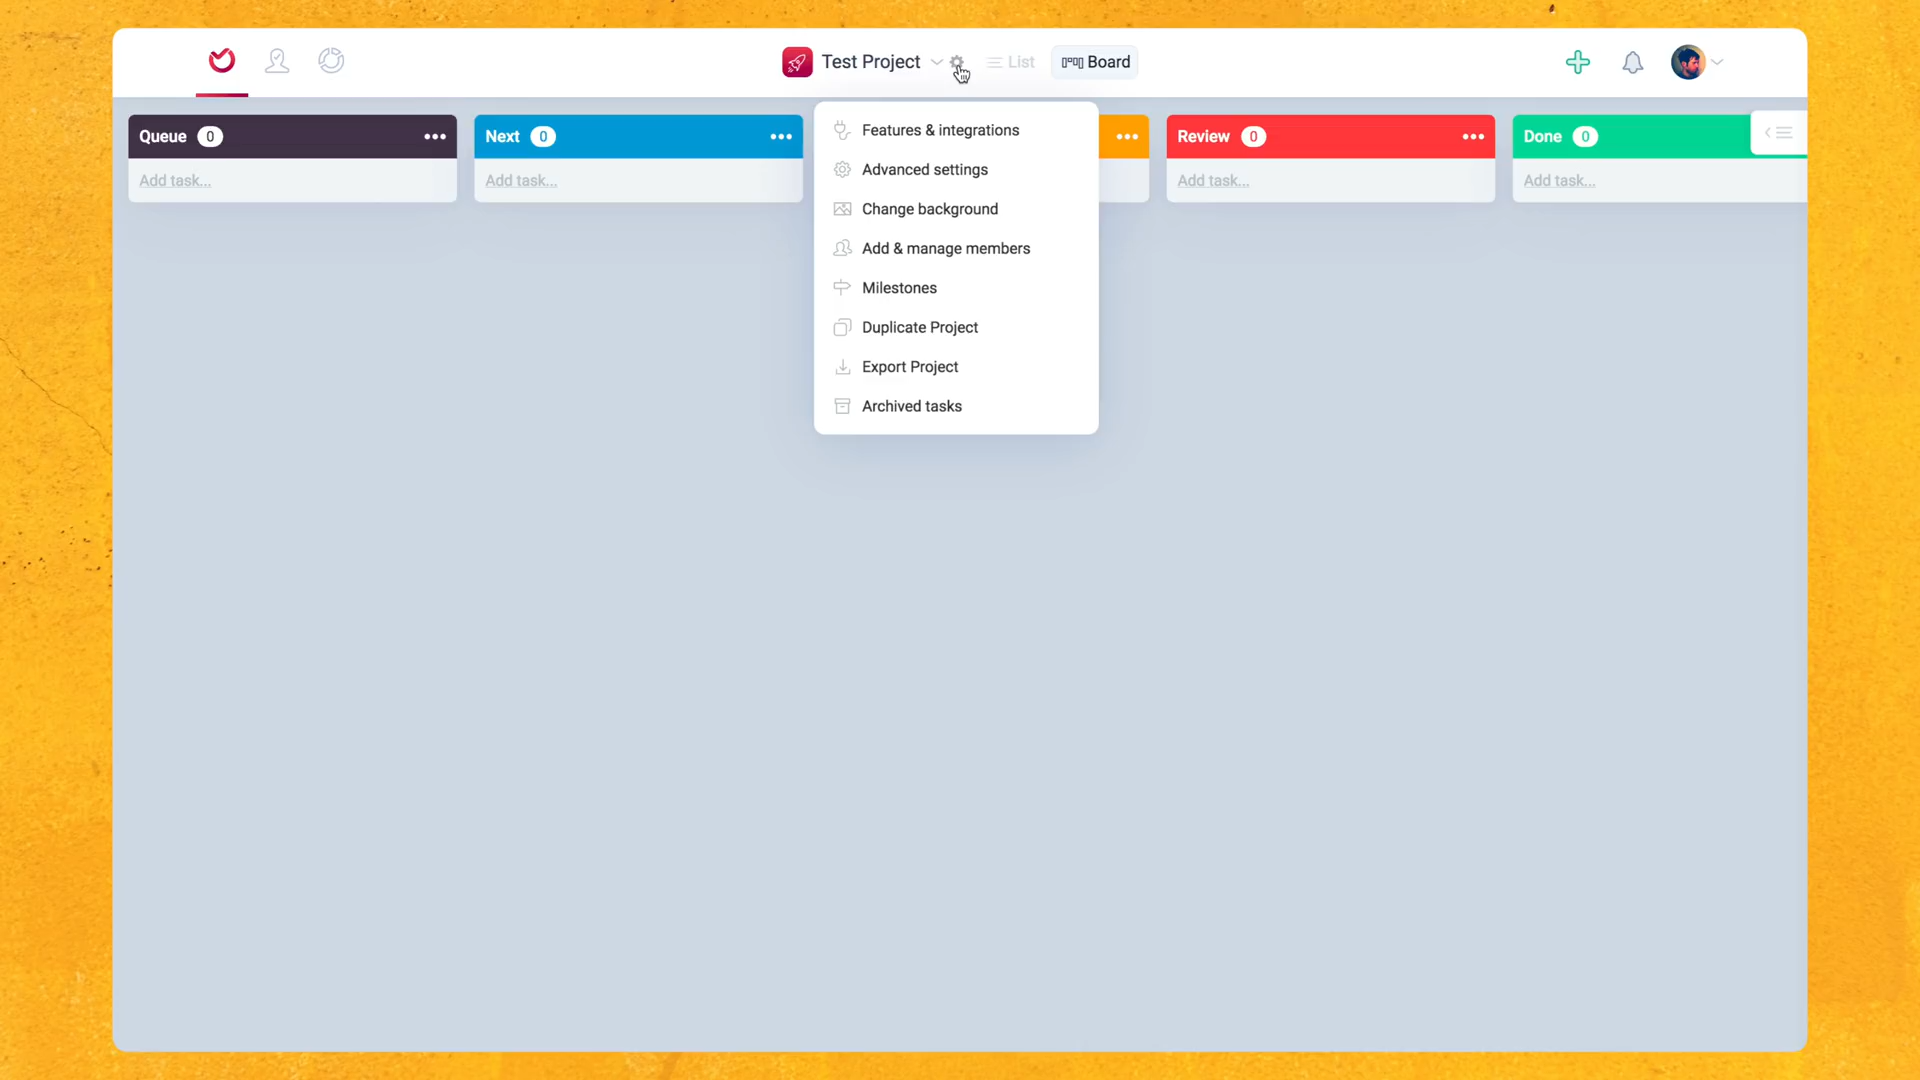 Test Project
List
Board
Queue 0
Next 0
Review 0
Done 0
Add task...
Add task...
Add task...
Add task...
Features & integrations
Advanced settings
Change background
Add & manage members
Milestones
Duplicate Project
Export Project
Archived tasks